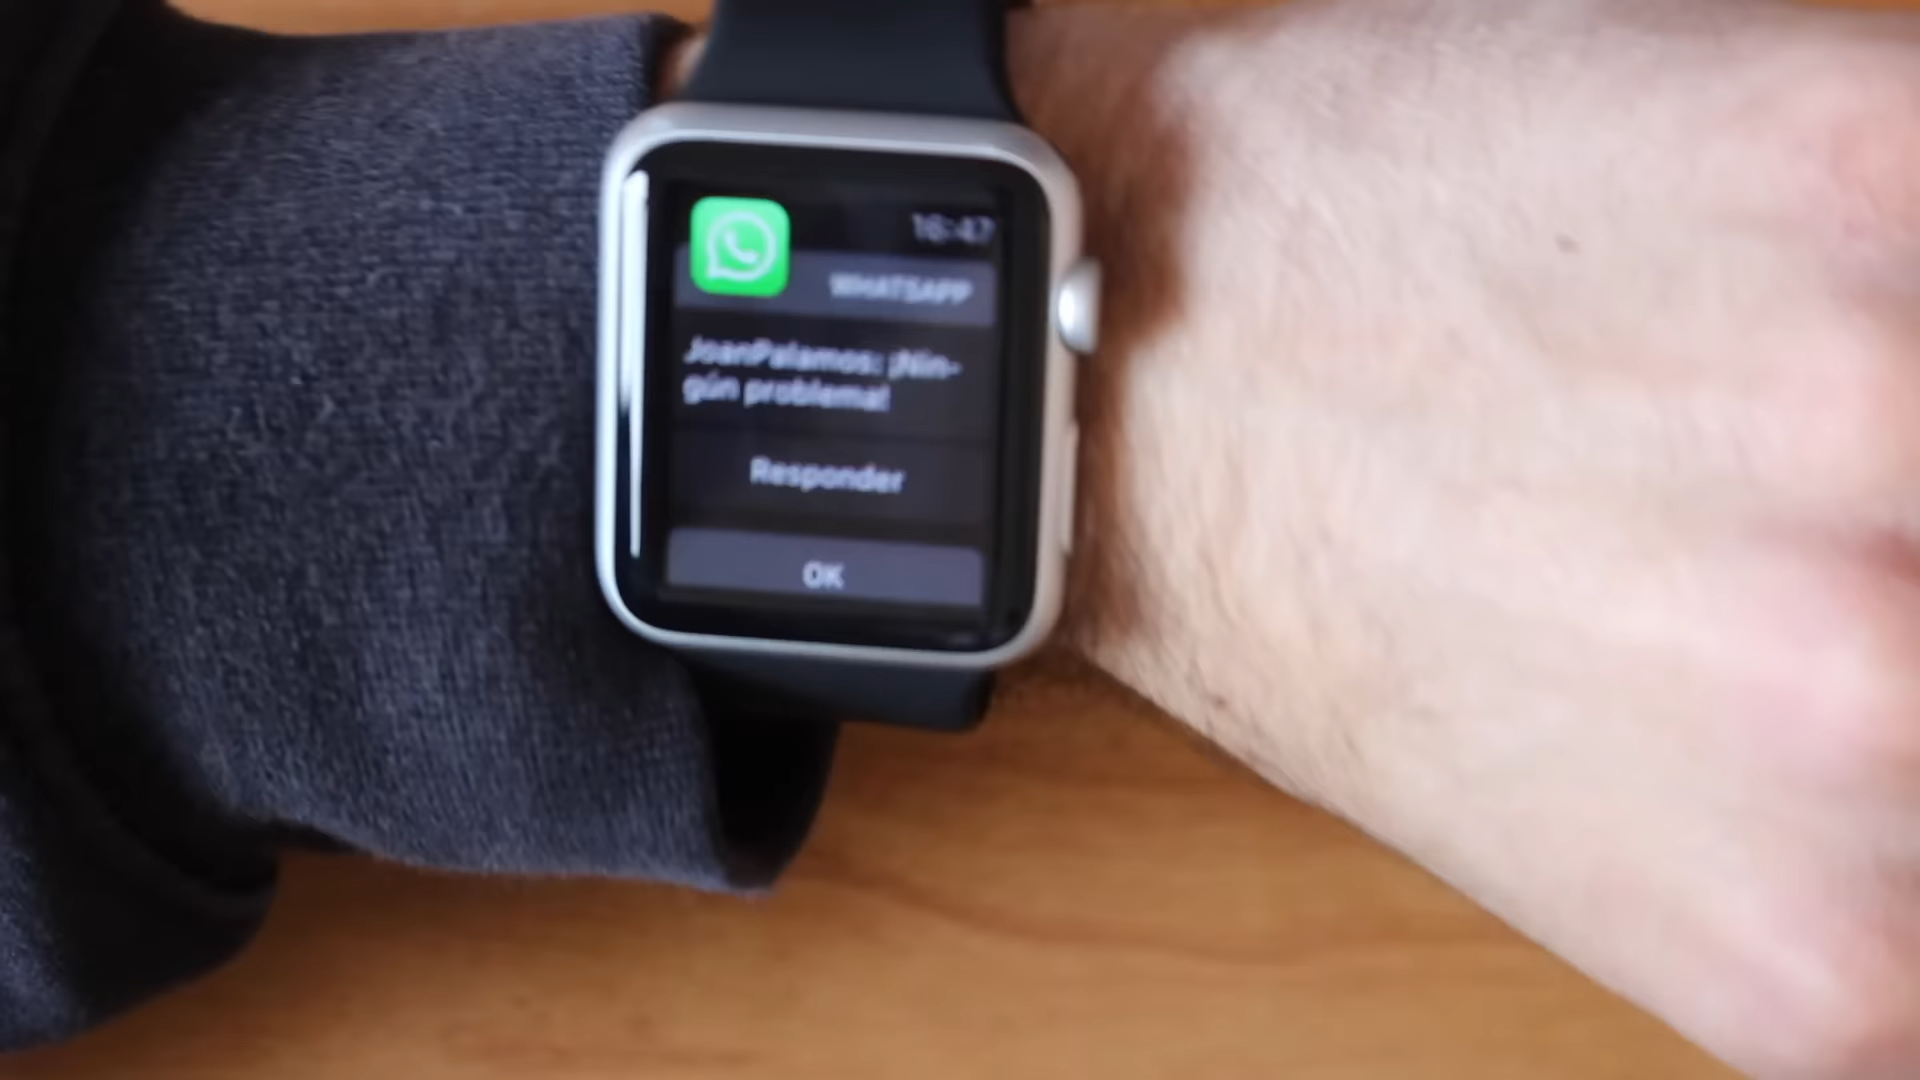 16:47
WHATSAPP
JoanPalamos: ¡Nin-
gún problema!
Responder
OK